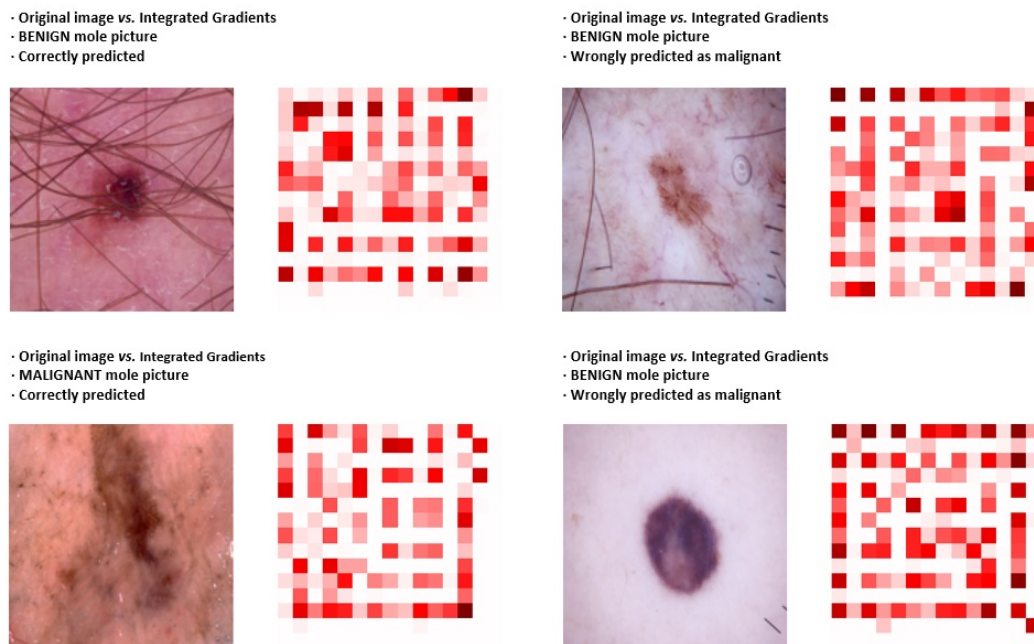 · Original image vs. Integrated Gradients
· BENIGN mole picture
· Correctly predicted
· Original image vs. Integrated Gradients
· BENIGN mole picture
· Wrongly predicted as malignant
· Original image vs. Integrated Gradients
· MALIGNANT mole picture
· Correctly predicted
· Original image vs. Integrated Gradients
· BENIGN mole picture
· Wrongly predicted as malignant